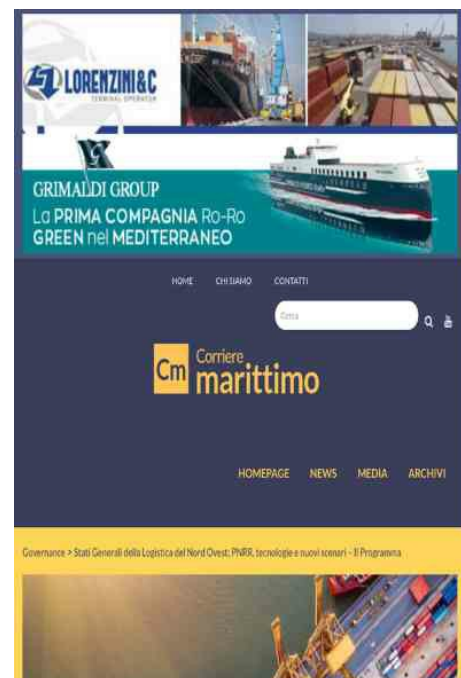 LORENZINI&C
TERMINAL OPERATOR
GRIMALDI GROUP
La PRIMA COMPAGNIA Ro-Ro
GREEN nel MEDITERRANEO
HOME CHI SIAMO CONTATTI
Cerca
Cm Corriere
marittimo
HOMEPAGE NEWS MEDIA ARCHIVI
Governance > Stati Generali della Logistica del Nord Ovest: PNRR, tecnologie e nuovi scenari – Il Programma